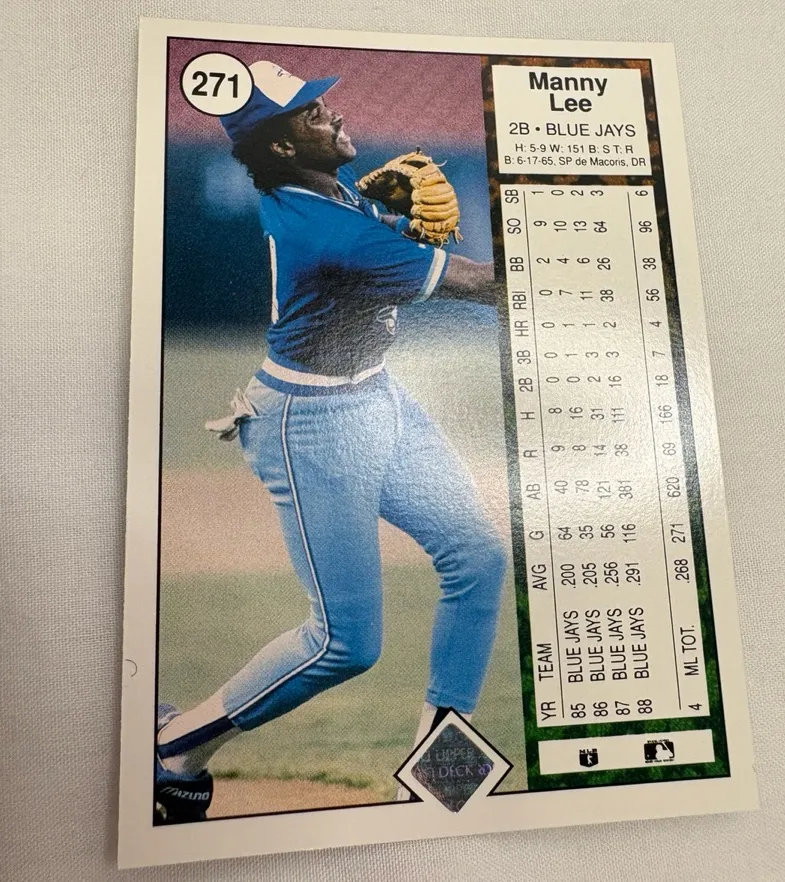 271
Manny
Lee
2B • BLUE JAYS
H: 5-9 W: 151 B: S T: R
B: 6-17-65, SP de Macoris, DR
YR TEAM AVG G AB R H 2B 3B HR RBI BB SO SB
85 BLUE JAYS .200 64 40 9 8 0 0 0 0 2 9 1
86 BLUE JAYS .205 35 78 8 16 0 1 1 7 4 10 0
87 BLUE JAYS .256 56 121 14 31 2 3 1 11 6 13 2
88 BLUE JAYS .291 116 381 38 111 16 3 2 38 26 64 3
4 ML TOT. .268 271 620 69 166 18 7 4 56 38 96 6
UPPER
DECK
MIZUNO